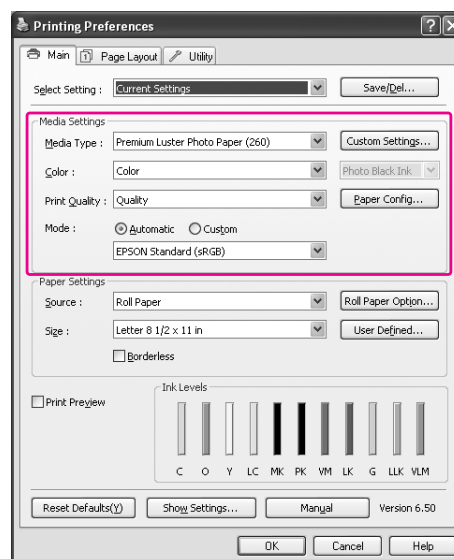 Printing Preferences
Main Page Layout Utility
Select Setting : Current Settings Save/Del...
Media Settings
Media Type : Premium Luster Photo Paper (260) Custom Settings...
Color : Color Photo Black Ink
Print Quality : Quality Paper Config...
Mode : Automatic Custom
EPSON Standard (sRGB)
Paper Settings
Source : Roll Paper Roll Paper Option...
Size : Letter 8 1/2 x 11 in User Defined...
Borderless
Print Preview Ink Levels
C O Y LC MK PK VM LK G LLK VLM
Reset Defaults(Y) Show Settings... Manual Version 6.50
OK Cancel Help